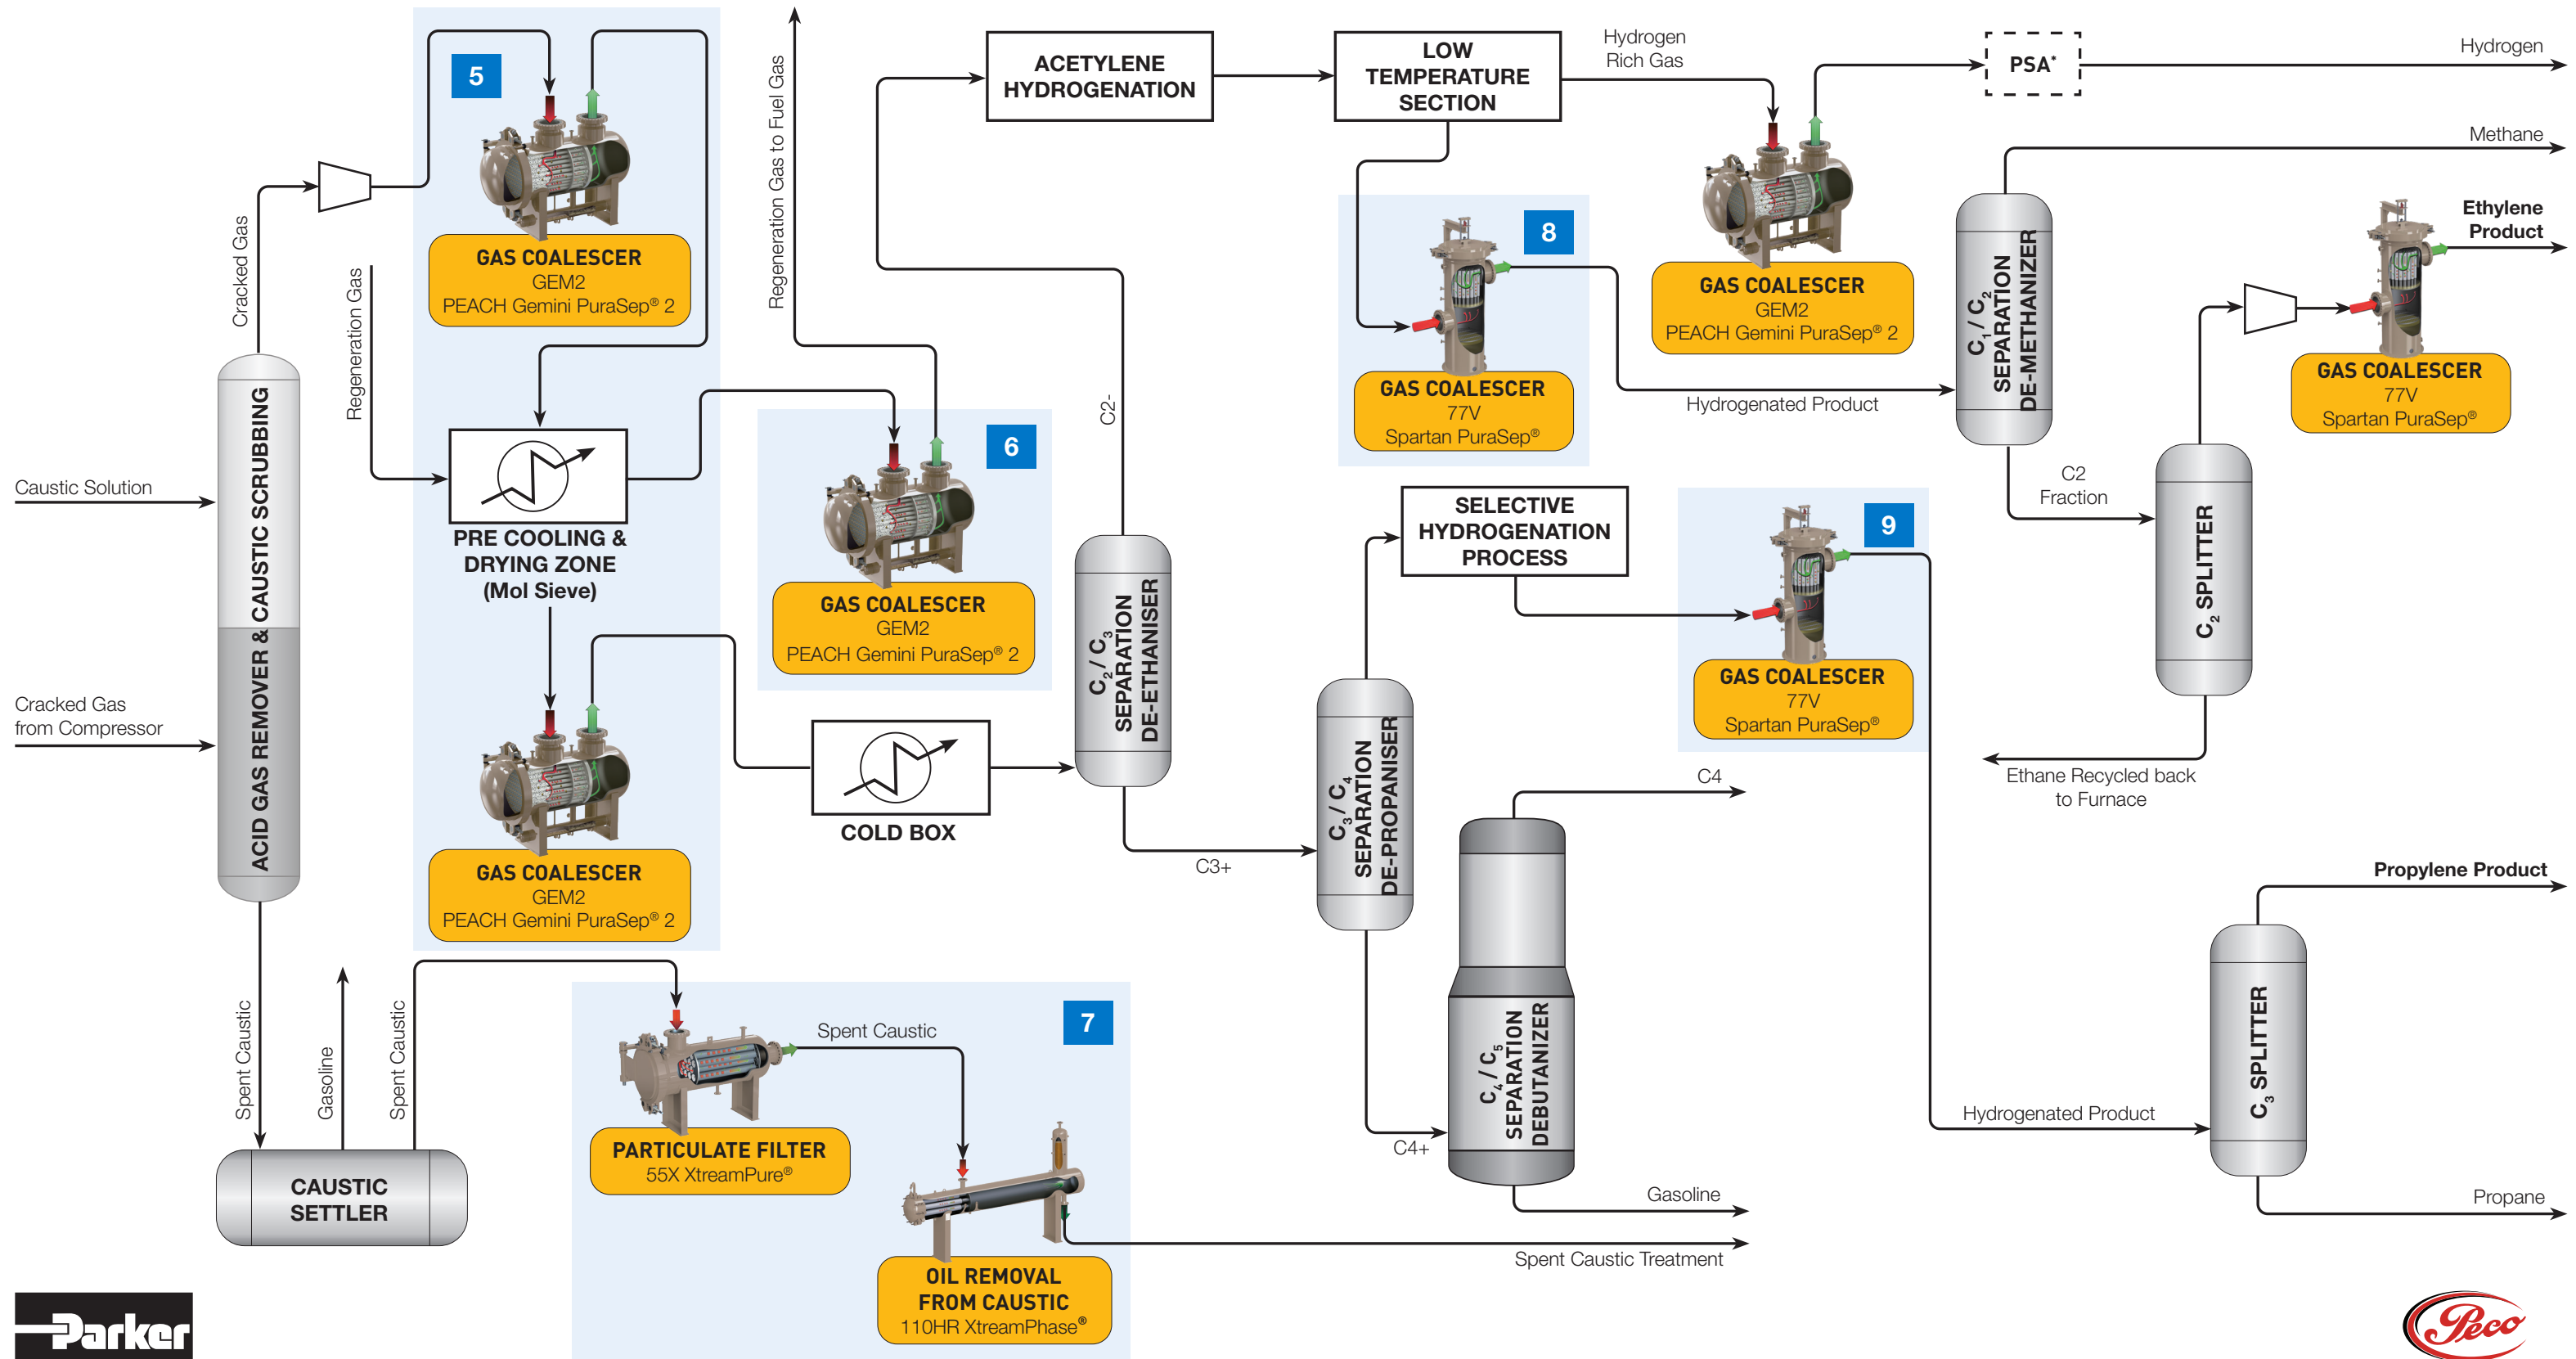 5
Cracked Gas
GAS COALESCER
GEM2
PEACH Gemini PuraSep® 2
Regeneration Gas
Regeneration Gas to Fuel Gas
ACETYLENE
HYDROGENATION
LOW
TEMPERATURE
SECTION
Hydrogen
Rich Gas
PSA*
Hydrogen
Methane
Ethylene
Product
8
GAS COALESCER
GEM2
PEACH Gemini PuraSep® 2
C₁ / C₂
SEPARATION
DE-METHANIZER
GAS COALESCER
77V
Spartan PuraSep®
GAS COALESCER
77V
Spartan PuraSep®
Hydrogenated Product
C2-
6
ACID GAS REMOVER & CAUSTIC SCRUBBING
Caustic Solution
PRE COOLING &
DRYING ZONE
(Mol Sieve)
GAS COALESCER
GEM2
PEACH Gemini PuraSep® 2
C₂ / C₃
SEPARATION
DE-ETHANISER
SELECTIVE
HYDROGENATION
PROCESS
9
C2
Fraction
C₂ SPLITTER
GAS COALESCER
77V
Spartan PuraSep®
Cracked Gas
from Compressor
COLD BOX
C₃ / C₄
SEPARATION
DE-PROPANISER
C4
Ethane Recycled back
to Furnace
GAS COALESCER
GEM2
PEACH Gemini PuraSep® 2
C3+
Propylene Product
Spent Caustic
Gasoline
Spent Caustic
Spent Caustic
7
C₄ / C₅
SEPARATION
DEBUTANIZER
C₃ SPLITTER
Hydrogenated Product
PARTICULATE FILTER
55X XtreamPure®
C4+
CAUSTIC
SETTLER
Gasoline
Propane
Spent Caustic Treatment
OIL REMOVAL
FROM CAUSTIC
110HR XtreamPhase®
Parker
Peco